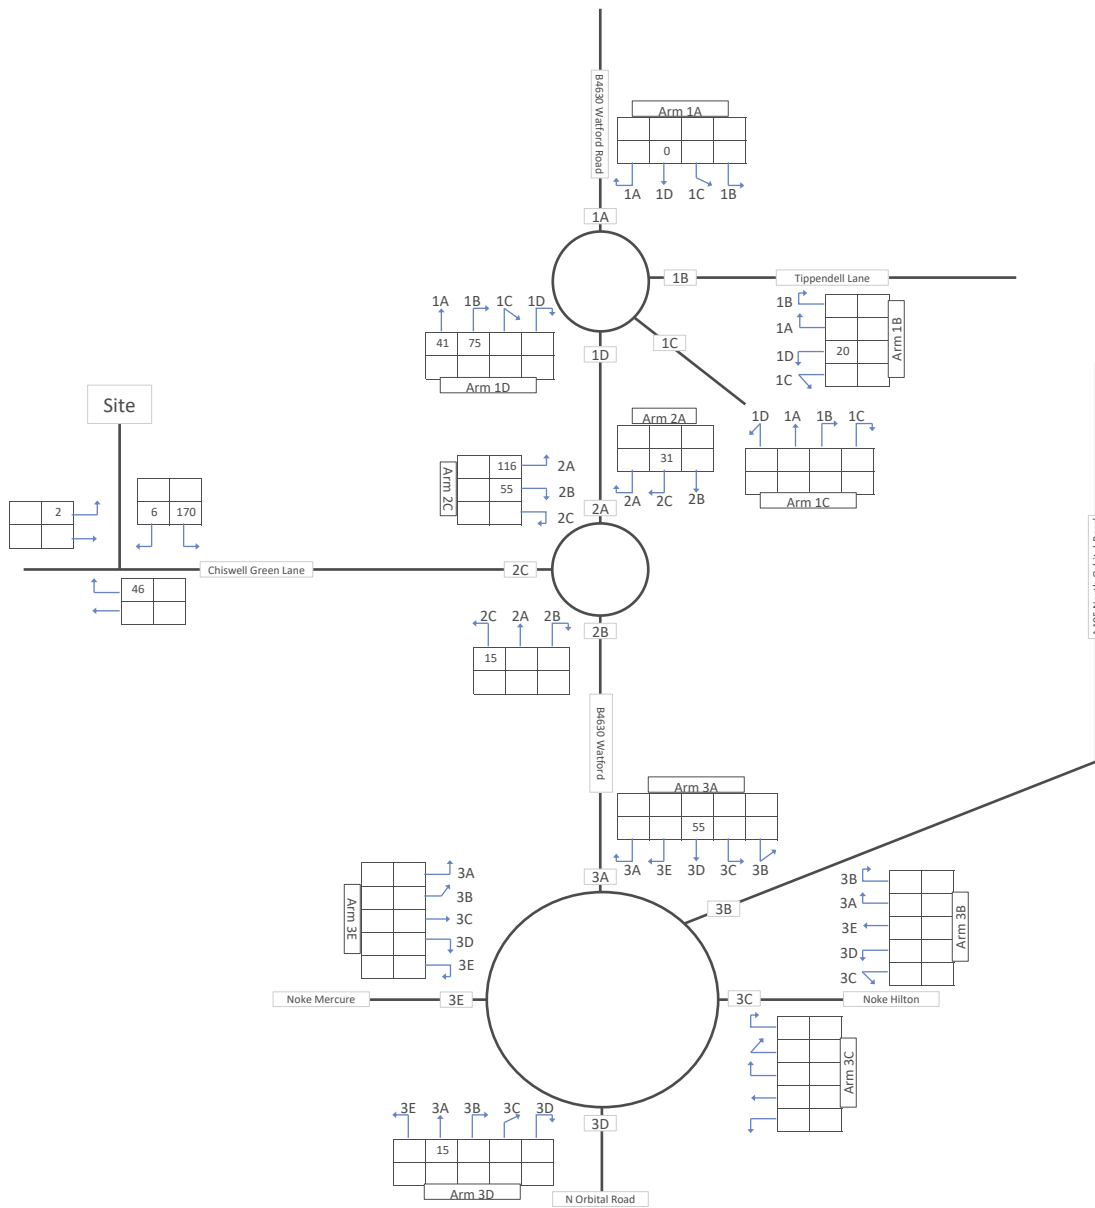 B4630 Watford Road
Arm 1A
0
1A 1D 1C 1B
1A
1B
Tippendell Lane
1A 1B 1C 1D
41 75
Arm 1D
1D
1C
1B
1A
1D 20
1C
Arm 1B
Site
Arm 2A
31
2A 2C 2B
1D 1A 1B 1C
Arm 1C
Arm 2C
116 2A
55 2B
2C
2A
2
6 170
Chiswell Green Lane
2C
46
2B
2C 2A 2B
15
B4630 Watford
Arm 3A
55
3A 3E 3D 3C 3B
3A
3B
Arm 3E
3A
3B
3C
3D
3E
3B
3A
3E
3D
3C
Arm 3B
Noke Mercure
3E
3C
Noke Hilton
Arm 3C
3E 3A 3B 3C 3D
15
Arm 3D
3D
N Orbital Road